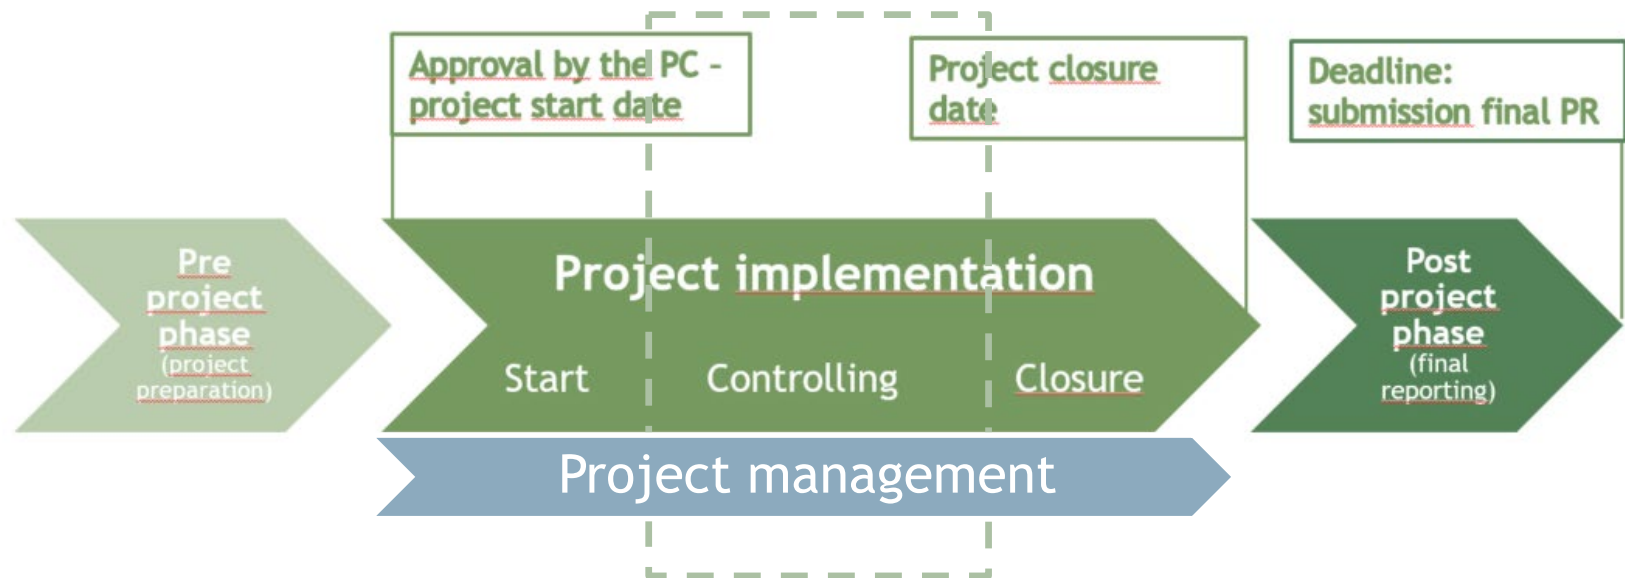 Approval by the PC –
project start date
Project closure
date
Deadline:
submission final PR
Pre
project
phase
(project
preparation)
Project implementation
Start
Controlling
Closure
Post
project
phase
(final
reporting)
Project management